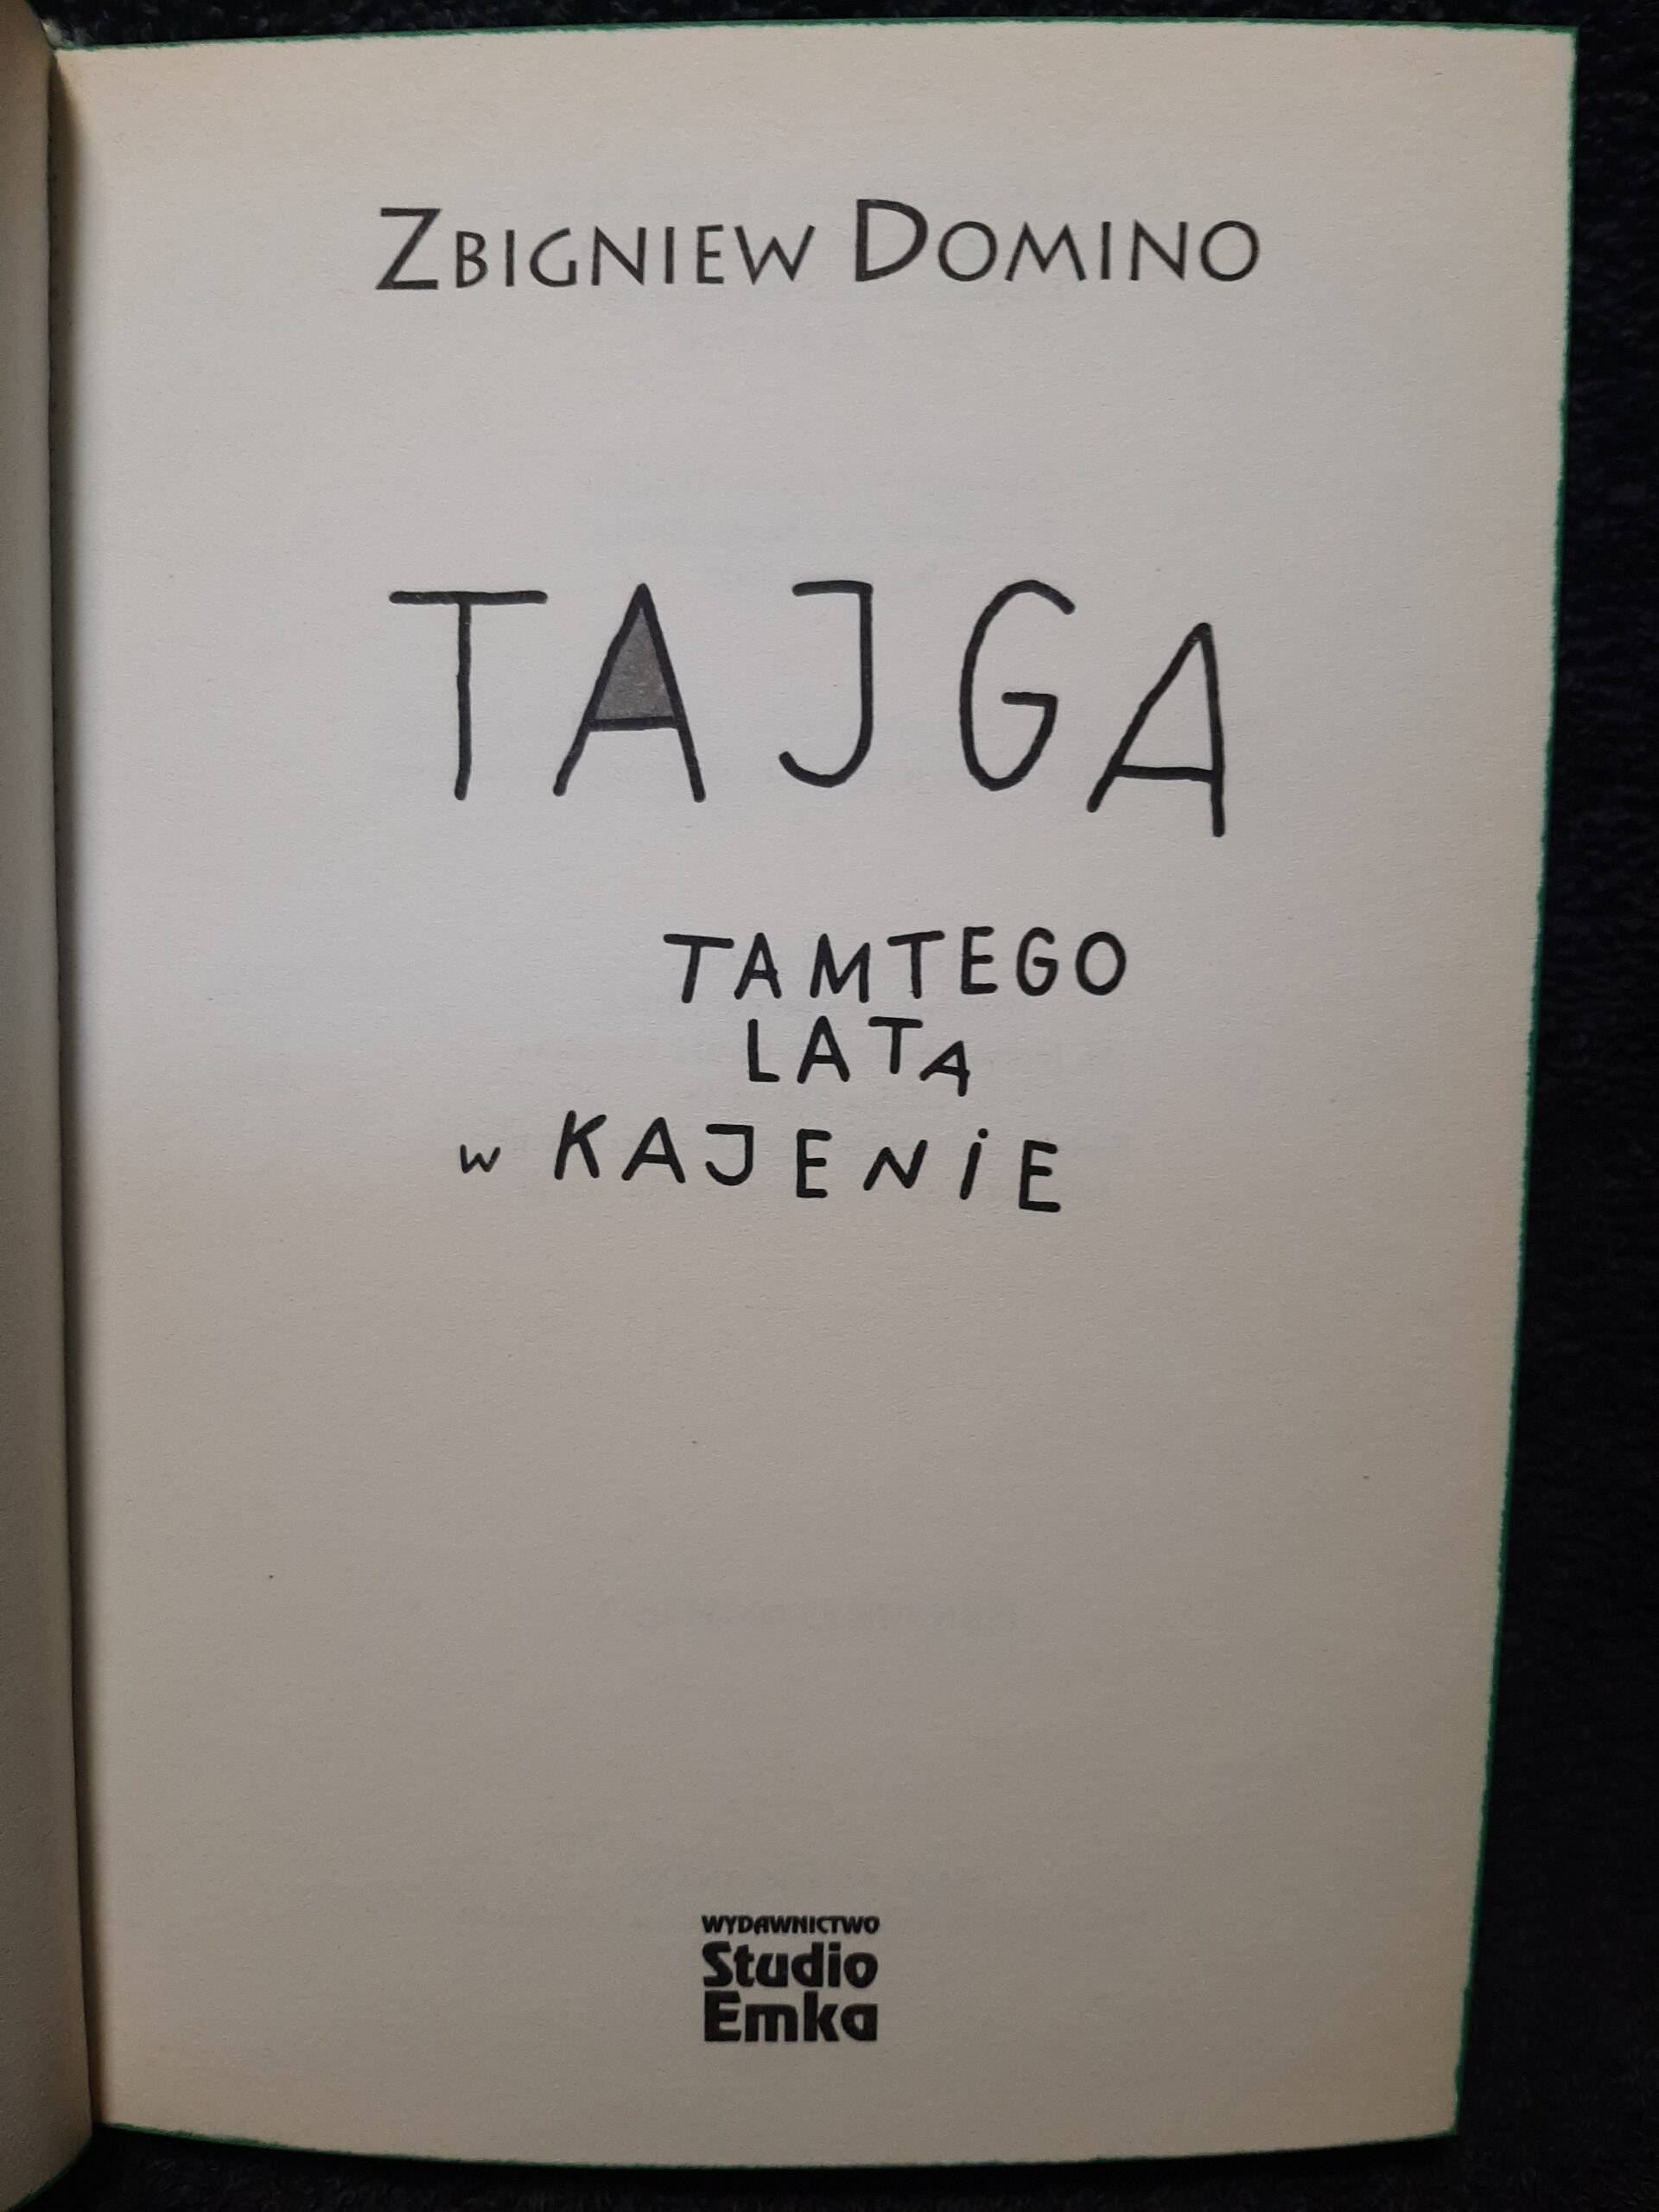 ZBIGNIEW DOMINO
TAJGA
TAMTEGO
LATA
w KAJENiE
WYDAWNICTWO
Studio
Emka